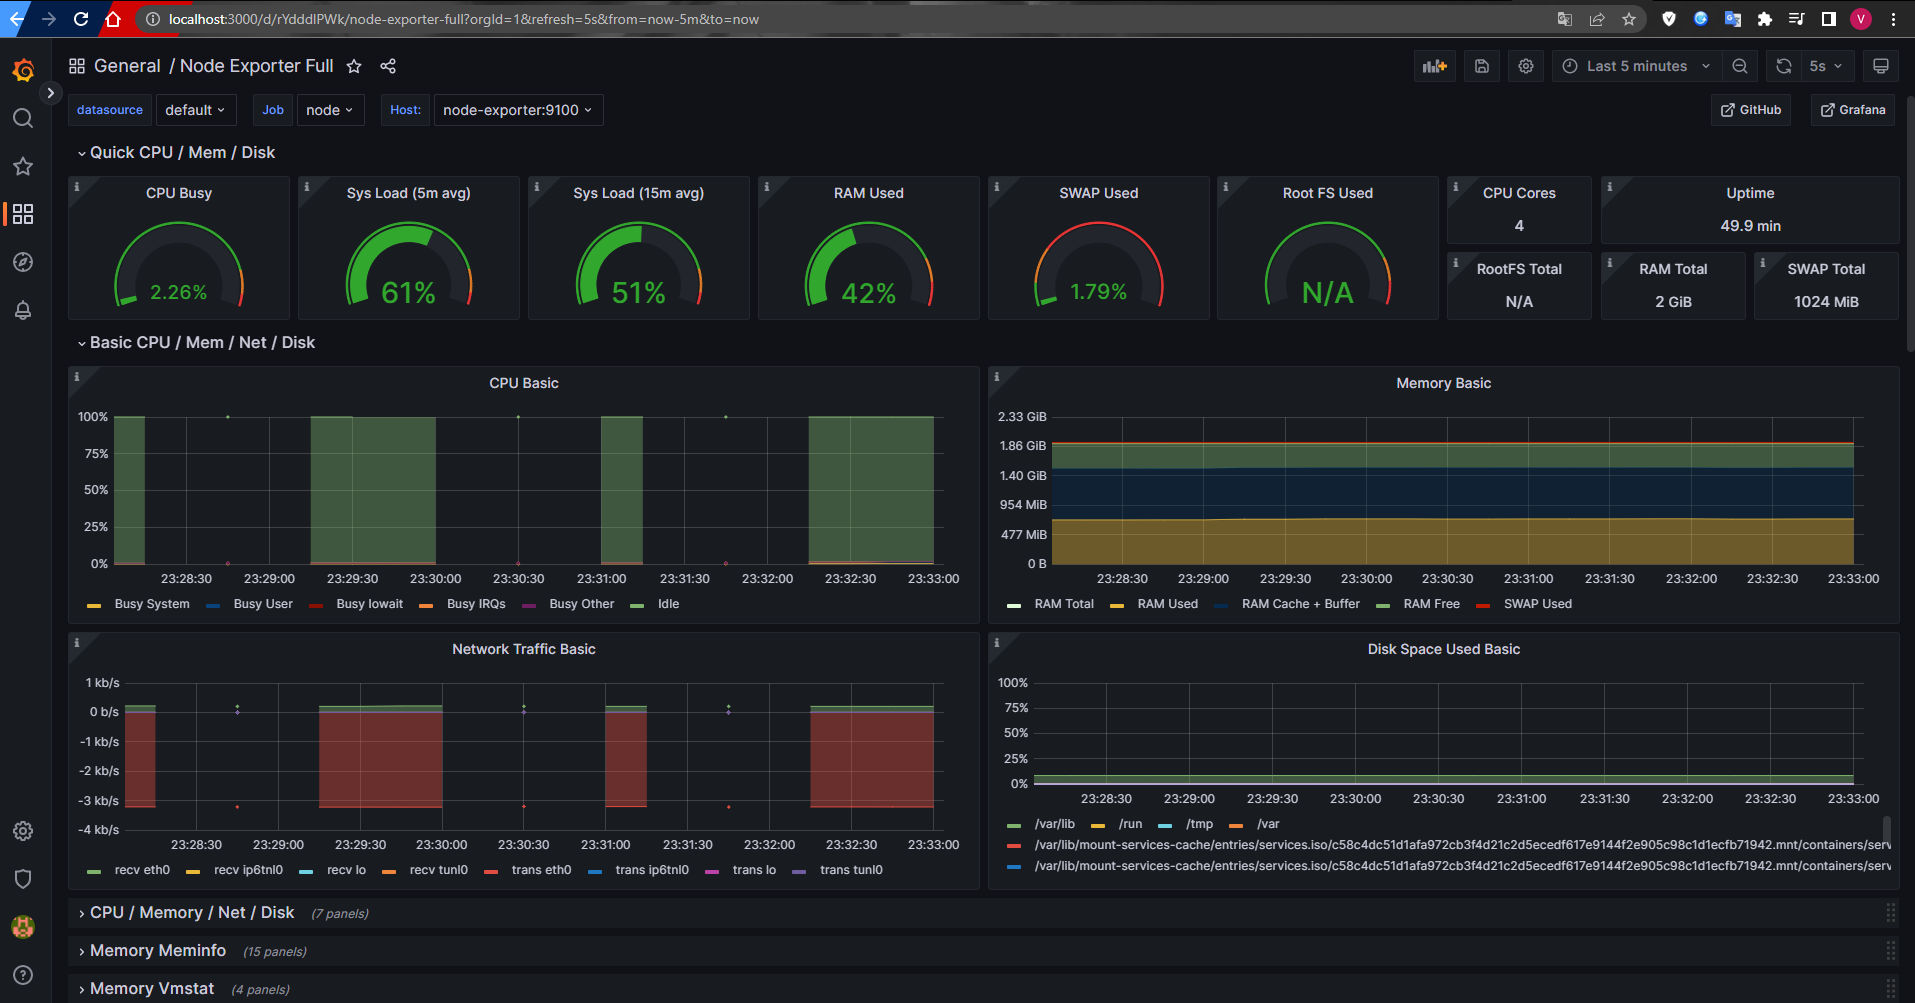 localhost:3000/d/rYdddlPWk/node-exporter-full?orgId=1&refresh=5s&from=now-5m&to=now
V
General / Node Exporter Full
Last 5 minutes
5s
datasource default Job node Host: node-exporter:9100
GitHub Grafana
Quick CPU / Mem / Disk
CPU Busy
2.26%
Sys Load (5m avg)
61%
Sys Load (15m avg)
51%
RAM Used
42%
SWAP Used
1.79%
Root FS Used
N/A
CPU Cores
4
Uptime
49.9 min
RootFS Total
N/A
RAM Total
2 GiB
SWAP Total
1024 MiB
Basic CPU / Mem / Net / Disk
CPU Basic
100%
75%
50%
25%
0%
23:28:30 23:29:00 23:29:30 23:30:00 23:30:30 23:31:00 23:31:30 23:32:00 23:32:30 23:33:00
Busy System Busy User Busy Iowait Busy IRQs Busy Other Idle
Memory Basic
2.33 GiB
1.86 GiB
1.40 GiB
954 MiB
477 MiB
0 B
23:28:30 23:29:00 23:29:30 23:30:00 23:30:30 23:31:00 23:31:30 23:32:00 23:32:30 23:33:00
RAM Total RAM Used RAM Cache + Buffer RAM Free SWAP Used
Network Traffic Basic
1 kb/s
0 b/s
-1 kb/s
-2 kb/s
-3 kb/s
-4 kb/s
23:28:30 23:29:00 23:29:30 23:30:00 23:30:30 23:31:00 23:31:30 23:32:00 23:32:30 23:33:00
recv eth0 recv ip6tnl0 recv lo recv tunl0 trans eth0 trans ip6tnl0 trans lo trans tunl0
Disk Space Used Basic
100%
75%
50%
25%
0%
23:28:30 23:29:00 23:29:30 23:30:00 23:30:30 23:31:00 23:31:30 23:32:00 23:32:30 23:33:00
/var/lib /run /tmp /var
/var/lib/mount-services-cache/entries/services.iso/c58c4dc51d1afa972cb3f4d21c2d5ecedf617e9144f2e905c98c1d1ecfb71942.mnt/containers/serv
/var/lib/mount-services-cache/entries/services.iso/c58c4dc51d1afa972cb3f4d21c2d5ecedf617e9144f2e905c98c1d1ecfb71942.mnt/containers/serv
CPU / Memory / Net / Disk (7 panels)
Memory Meminfo (15 panels)
Memory Vmstat (4 panels)